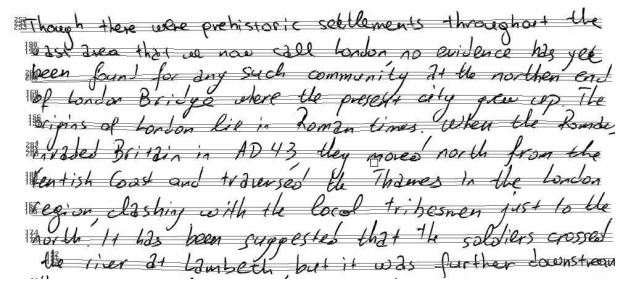 Though there were prehistoric settlements throughout the
vast area that we now call London, no evidence has yet
been found for any such community at the northen end
of London Bridge where the present city grew up. The
origins of London lie in Roman times. When the Romans
invaded Britain in AD 43, they moved north from the
Kentish Coast and traversed the Thames in the London
region, clashing with the local tribesmen just to the
north. It has been suggested that the soldiers crossed
the river at Lambeth, but it was further downstream